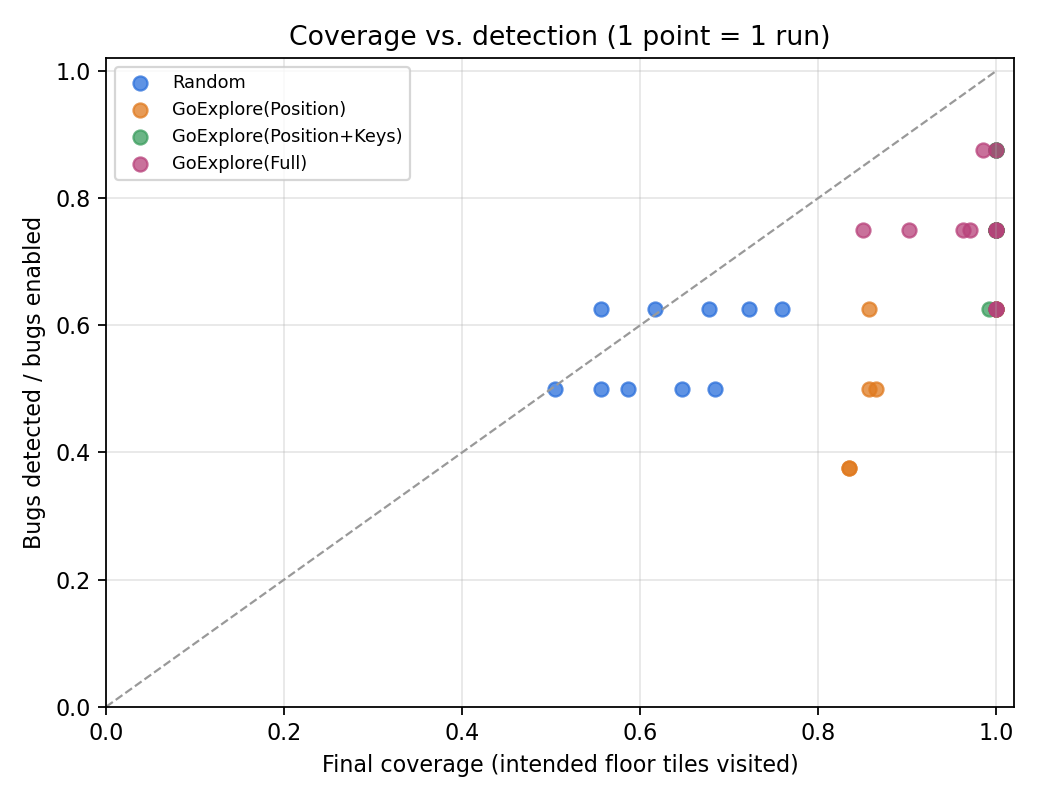 Coverage vs. detection (1 point = 1 run)
Random
GoExplore(Position)
GoExplore(Position+Keys)
GoExplore(Full)
Bugs detected / bugs enabled
1.0
0.8
0.6
0.4
0.2
0.0
0.0 0.2 0.4 0.6 0.8 1.0
Final coverage (intended floor tiles visited)